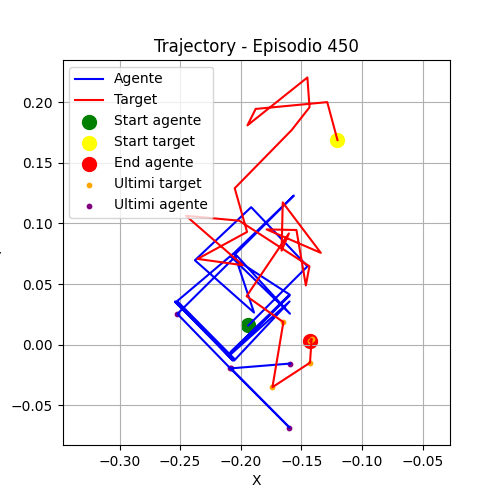 Trajectory - Episodio 450
Agente
Target
Start agente
Start target
End agente
Ultimi target
Ultimi agente
0.20
0.15
0.10
0.05
0.00
−0.05
−0.30
−0.25
−0.20
−0.15
−0.10
−0.05
X